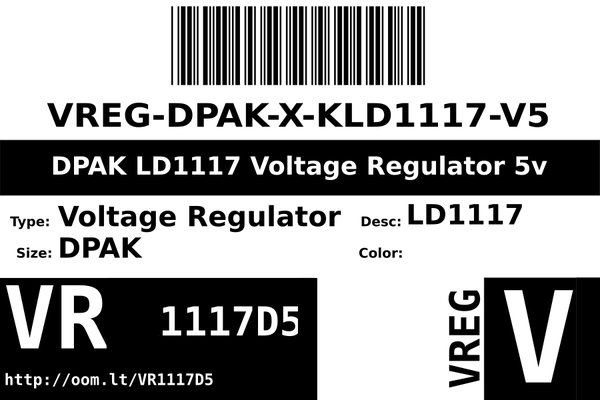 VREG-DPAK-X-KLD1117-V5
DPAK LD1117 Voltage Regulator 5v
Type: Voltage Regulator Desc: LD1117
Size: DPAK Color:
VR 1117D5 VREG V
http://oom.lt/VR1117D5